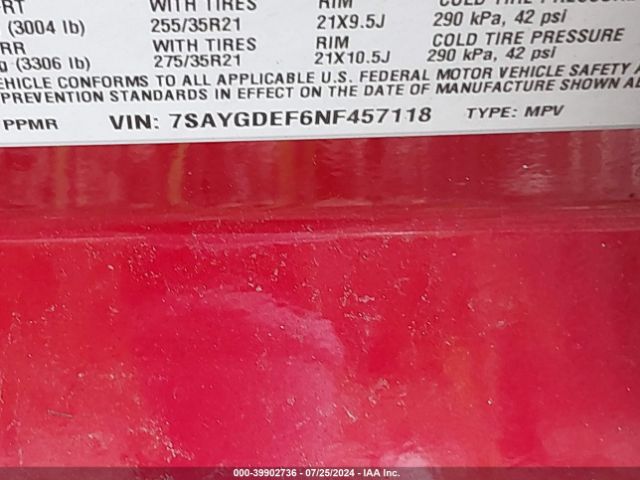 RT WITH TIRES RIM COLD TIRE PRESSURE
(3004 lb) 255/35R21 21X9.5J 290 kPa, 42 psi
RR WITH TIRES RIM COLD TIRE PRESSURE
(3306 lb) 275/35R21 21X10.5J 290 kPa, 42 psi
EHICLE CONFORMS TO ALL APPLICABLE U.S. FEDERAL MOTOR VEHICLE SAFETY A
PREVENTION STANDARDS IN EFFECT ON THE DATE OF MANUFACTURE SHOWN AB
PPMR VIN: 7SAYGDEF6NF457118 TYPE: MPV
000-39902736 - 07/25/2024 - IAA Inc.